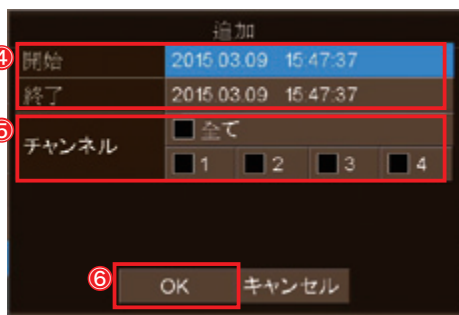 追加
④ 開始 2015.03.09 15:47:37
終了 2015.03.09 15:47:37
⑤ チャンネル
全て
1 2 3 4
⑥ OK キャンセル